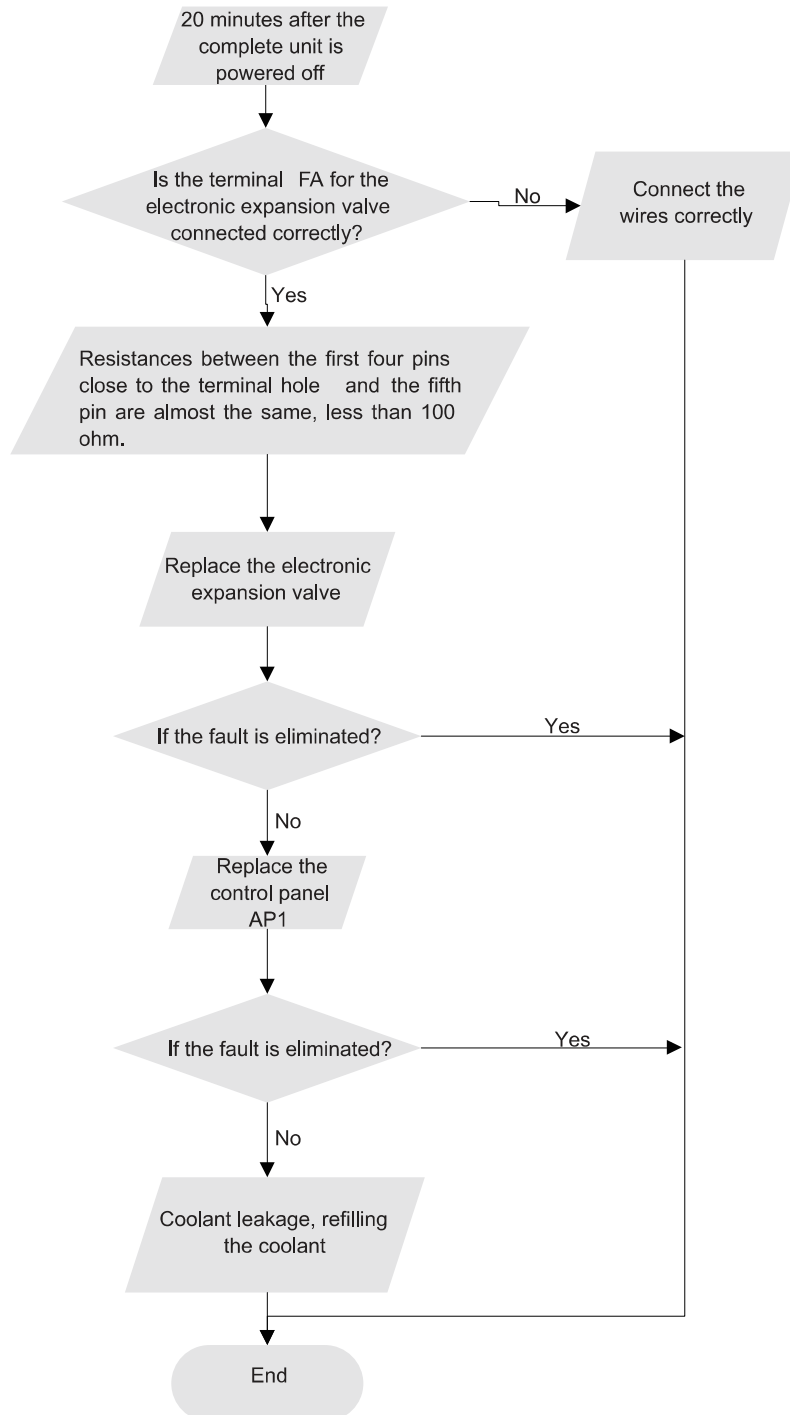 20 minutes after the
complete unit is
powered off
Is the terminal FA for the
electronic expansion valve
connected correctly?
No
Connect the
wires correctly
Yes
Resistances between the first four pins
close to the terminal hole and the fifth
pin are almost the same, less than 100
ohm.
Replace the electronic
expansion valve
If the fault is eliminated?
Yes
No
Replace the
control panel
AP1
If the fault is eliminated?
Yes
No
Coolant leakage, refilling
the coolant
End